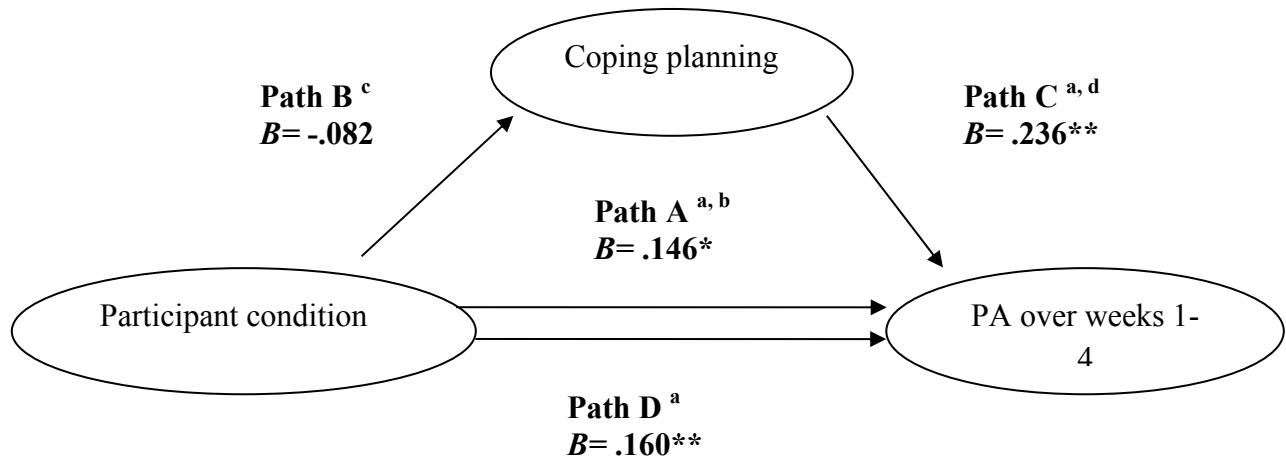 Coping planning
Path B c
B= -.082
Path C a, d
B= .236**
Path A a, b
B= .146*
Participant condition
PA over weeks 1-
4
Path D a
B= .160**